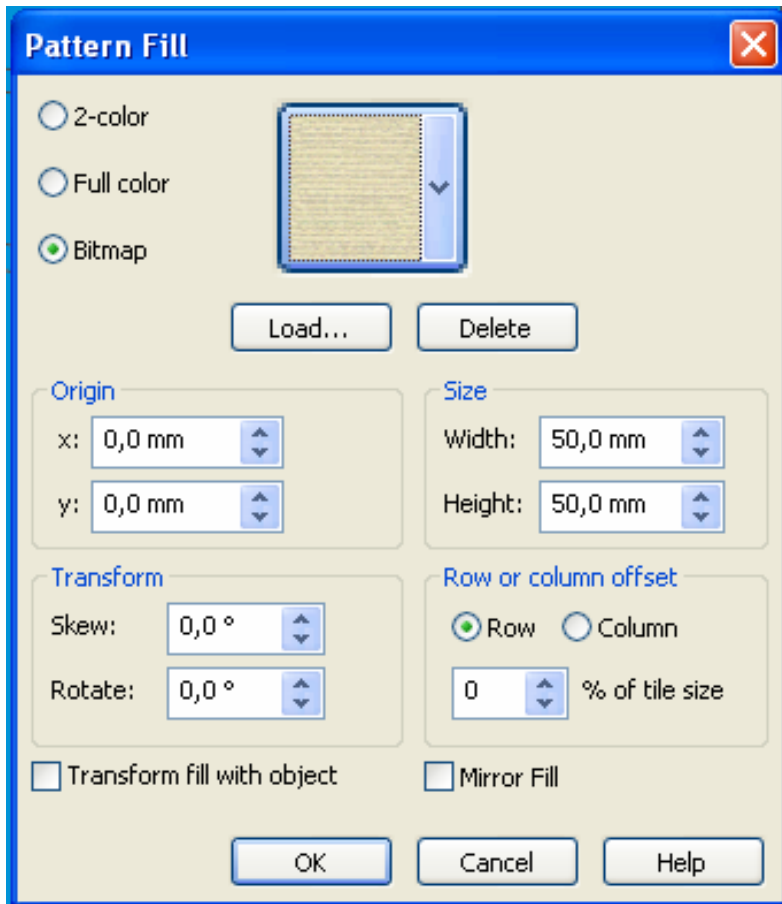 Pattern Fill
2-color
Full color
Bitmap
Load...
Delete
Origin
x: 0,0 mm
y: 0,0 mm
Size
Width: 50,0 mm
Height: 50,0 mm
Transform
Skew: 0,0 °
Rotate: 0,0 °
Row or column offset
Row Column
0 % of tile size
Transform fill with object
Mirror Fill
OK Cancel Help